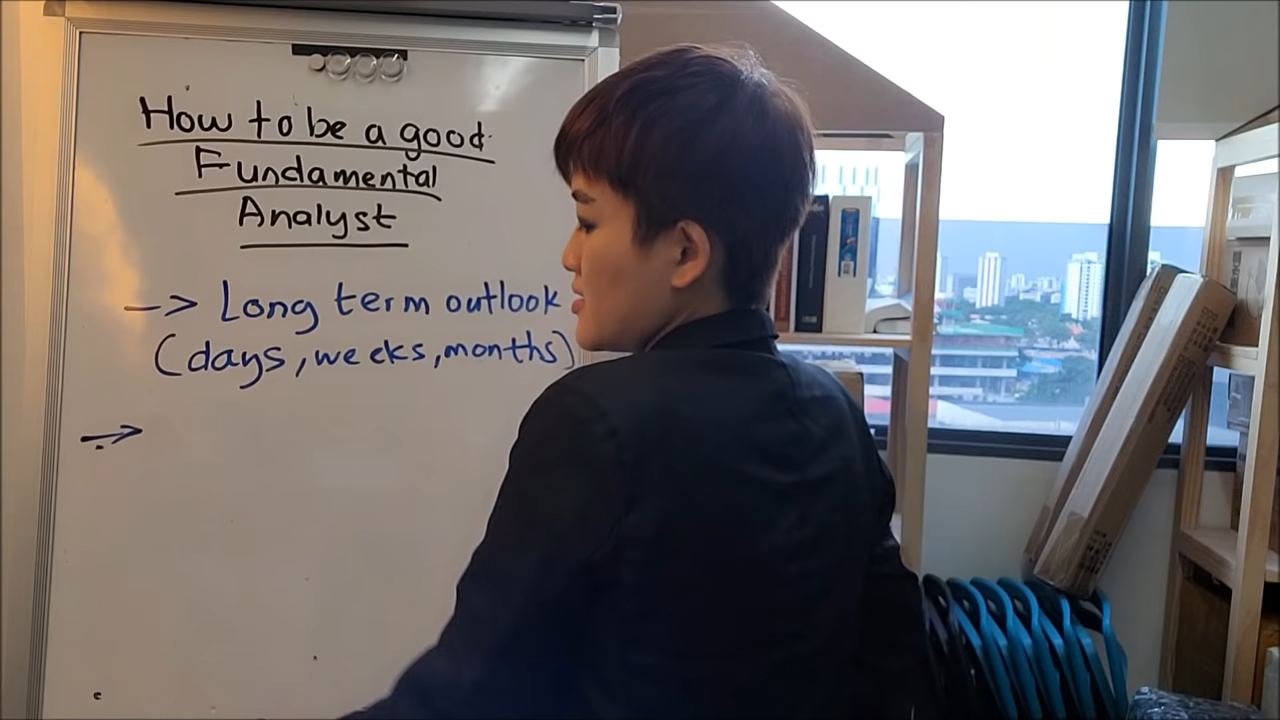 How to be a good
Fundamental
Analyst
-> Long term outlook
(days, weeks, months)
->